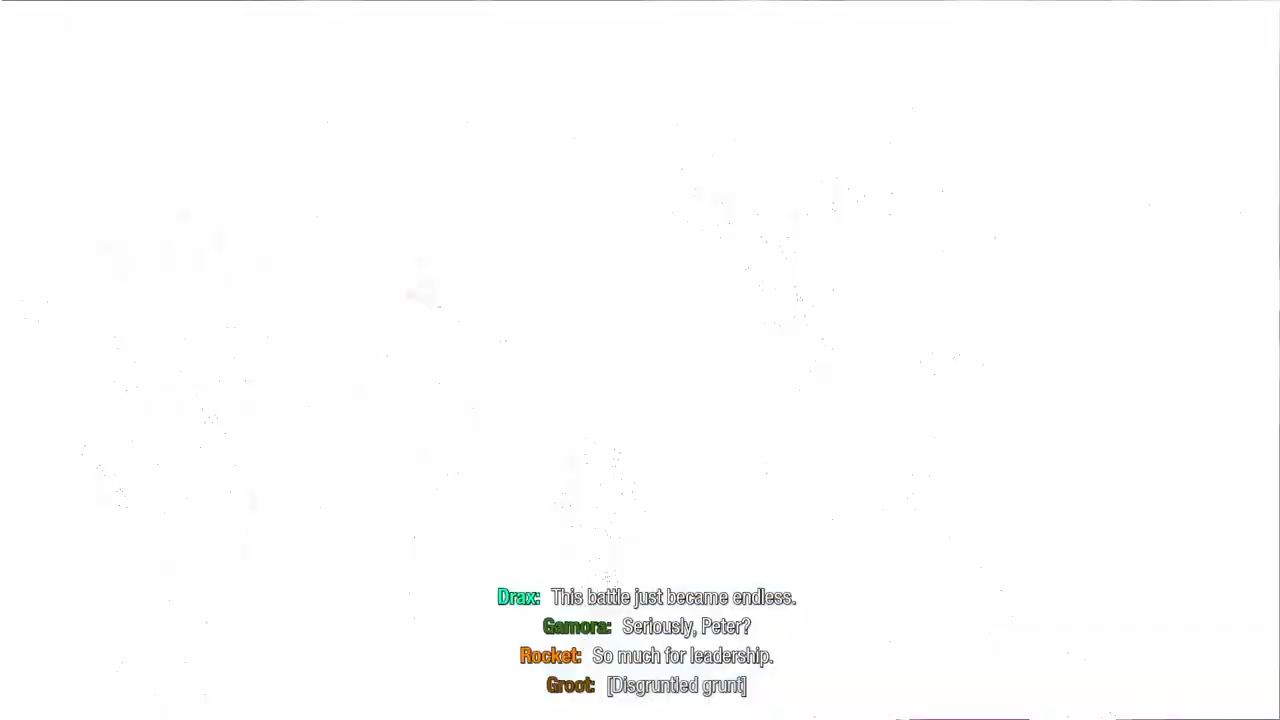 Drax: This battle just became endless.
Gamora: Seriously, Peter?
Rocket: So much for leadership.
Groot: [Disgruntled grunt]